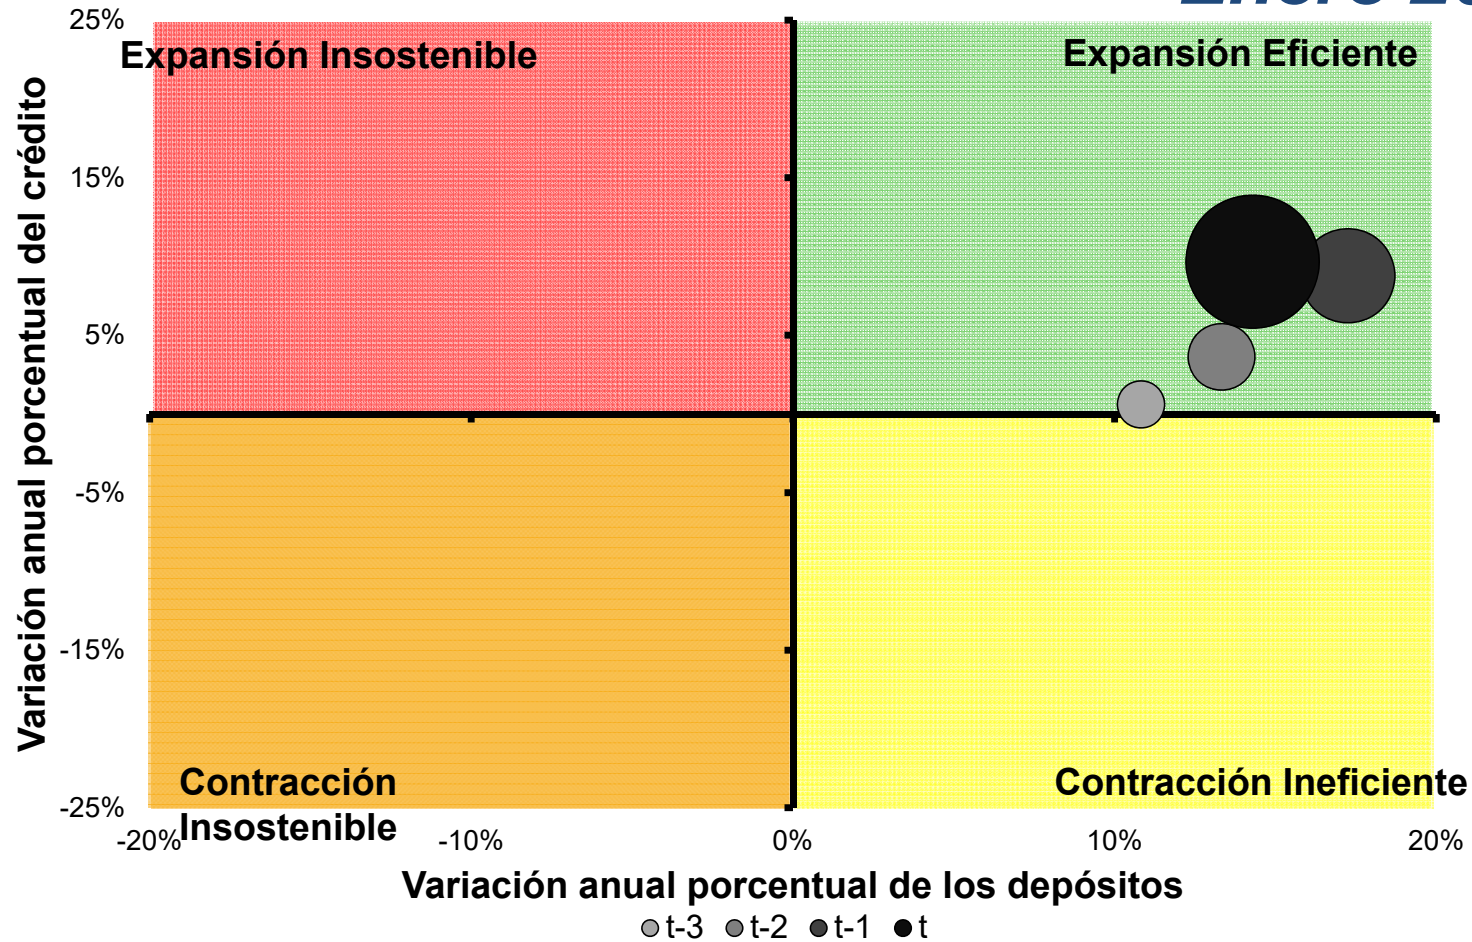 Enero
25%
Expansión Insostenible
Expansión Eficiente
15%
5%
-5%
-15%
-25%
Variación anual porcentual del crédito
Contracción
Insostenible
Contracción Ineficiente
-20%
-10%
0%
10%
20%
Variación anual porcentual de los depósitos
t-3 t-2 t-1 t